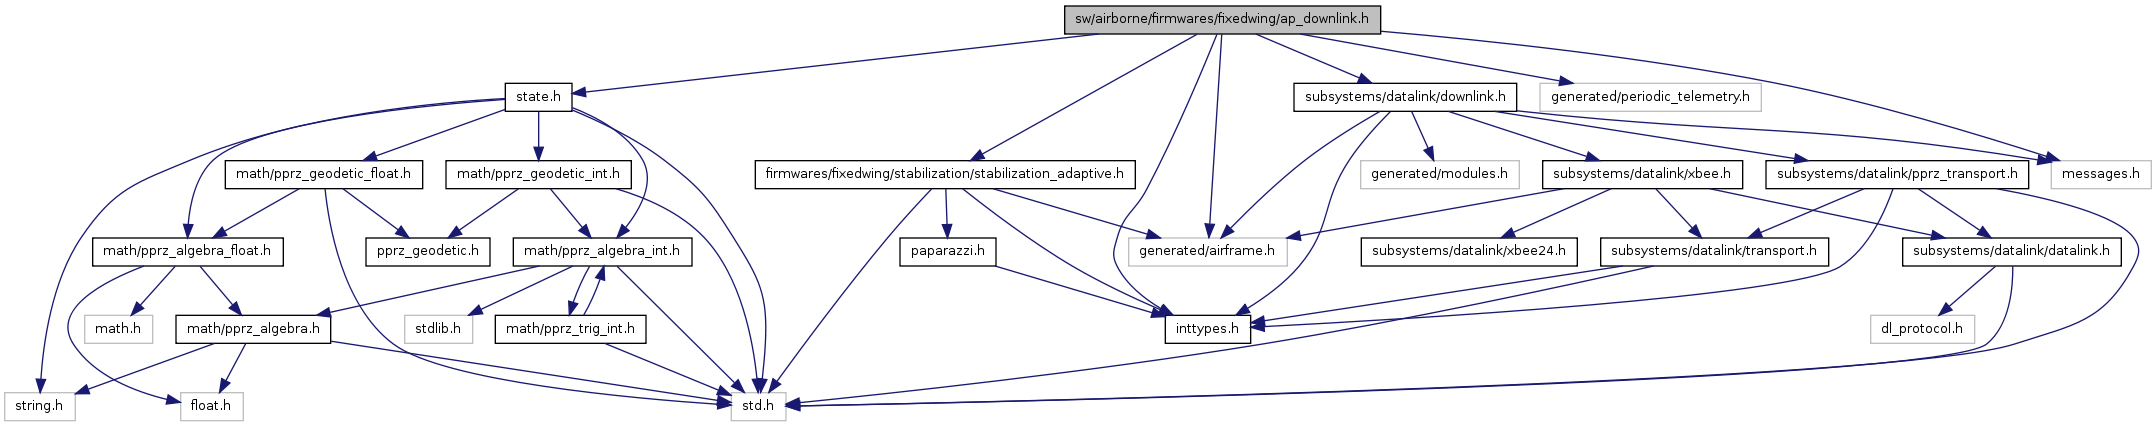 sw/airborne/firmwares/fixedwing/ap_downlink.h
state.h
subsystems/datalink/downlink.h
generated/periodic_telemetry.h
math/pprz_geodetic_float.h
math/pprz_geodetic_int.h
firmwares/fixedwing/stabilization/stabilization_adaptive.h
generated/modules.h
subsystems/datalink/xbee.h
subsystems/datalink/pprz_transport.h
messages.h
math/pprz_algebra_float.h
pprz_geodetic.h
math/pprz_algebra_int.h
paparazzi.h
generated/airframe.h
subsystems/datalink/xbee24.h
subsystems/datalink/transport.h
subsystems/datalink/datalink.h
math.h
math/pprz_algebra.h
stdlib.h
math/pprz_trig_int.h
inttypes.h
dl_protocol.h
string.h
float.h
std.h